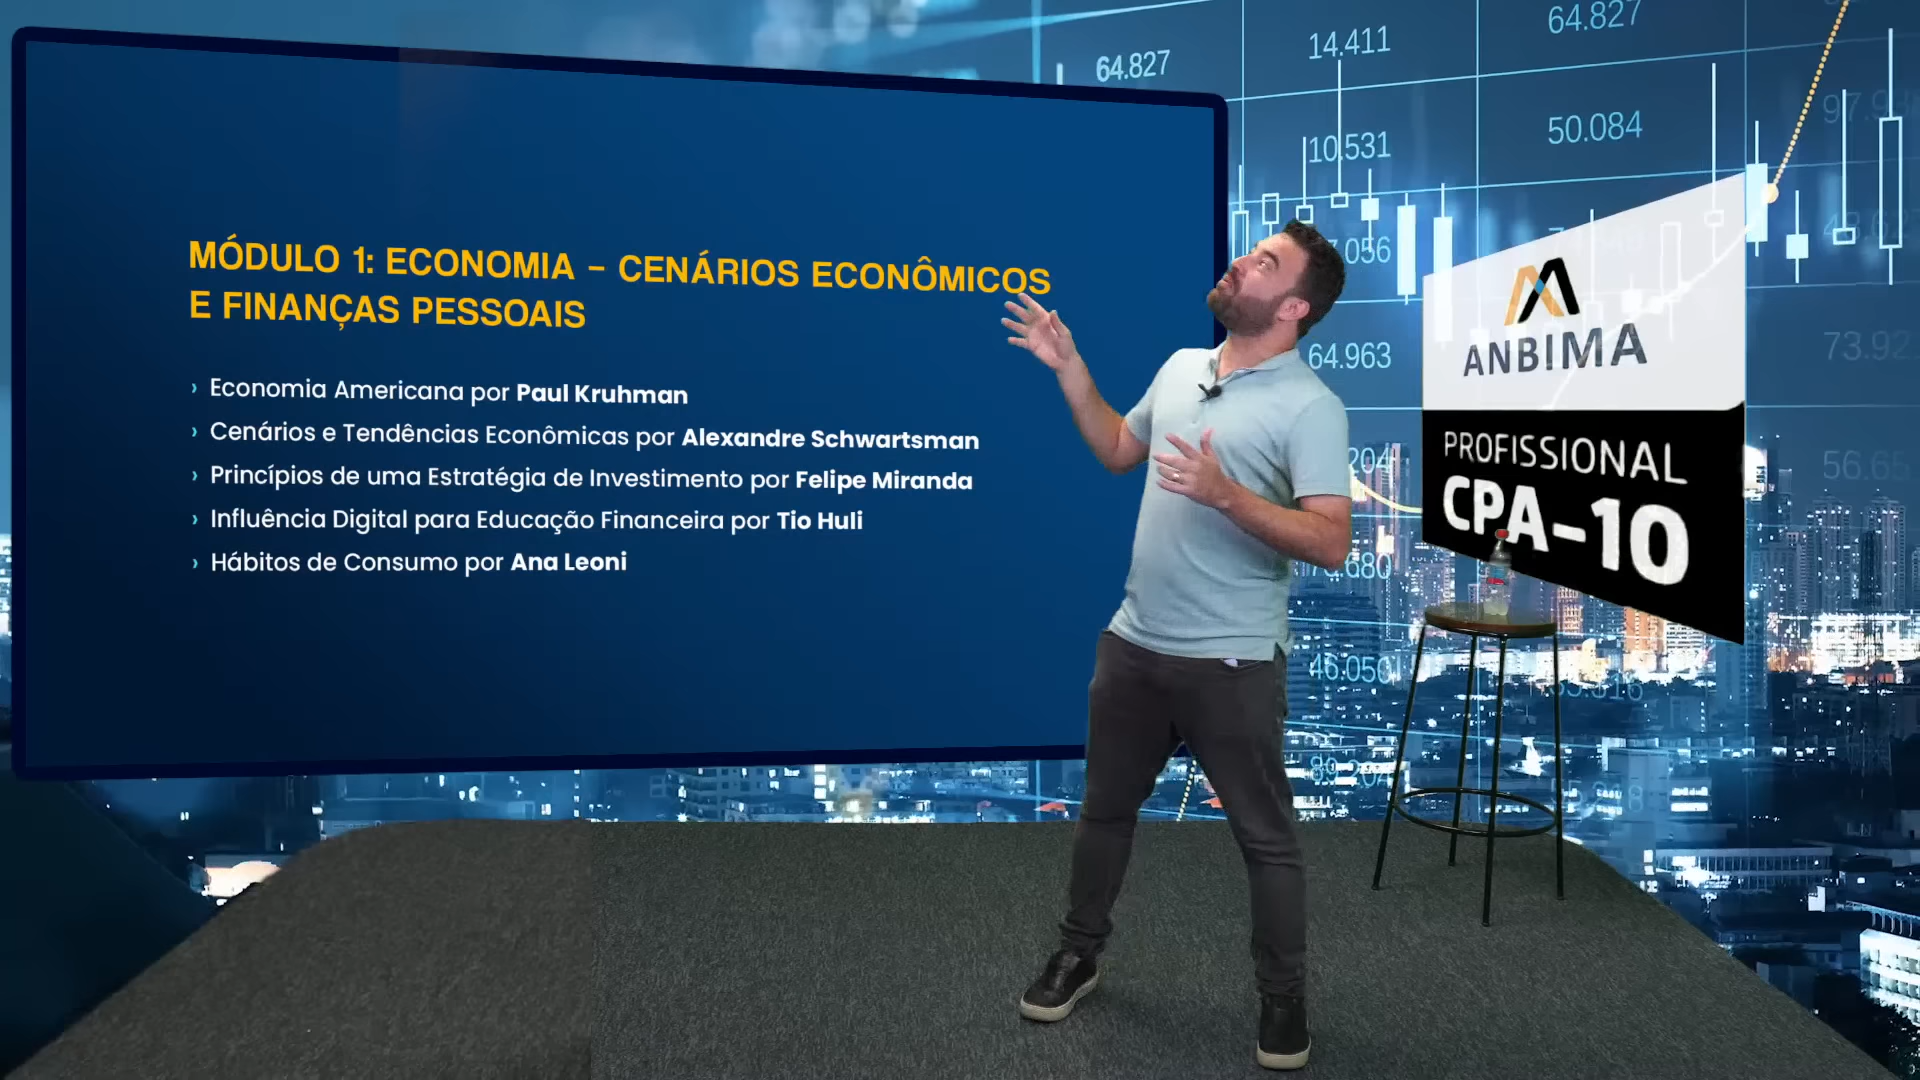 MÓDULO 1: ECONOMIA – CENÁRIOS ECONÔMICOS
E FINANÇAS PESSOAIS
› Economia Americana por Paul Kruhman
› Cenários e Tendências Econômicas por Alexandre Schwartsman
› Princípios de uma Estratégia de Investimento por Felipe Miranda
› Influência Digital para Educação Financeira por Tio Huli
› Hábitos de Consumo por Ana Leoni
64.827
14.411
64.827
10.531
50.084
64.963
46.050
ANBIMA
PROFISSIONAL
CPA-10